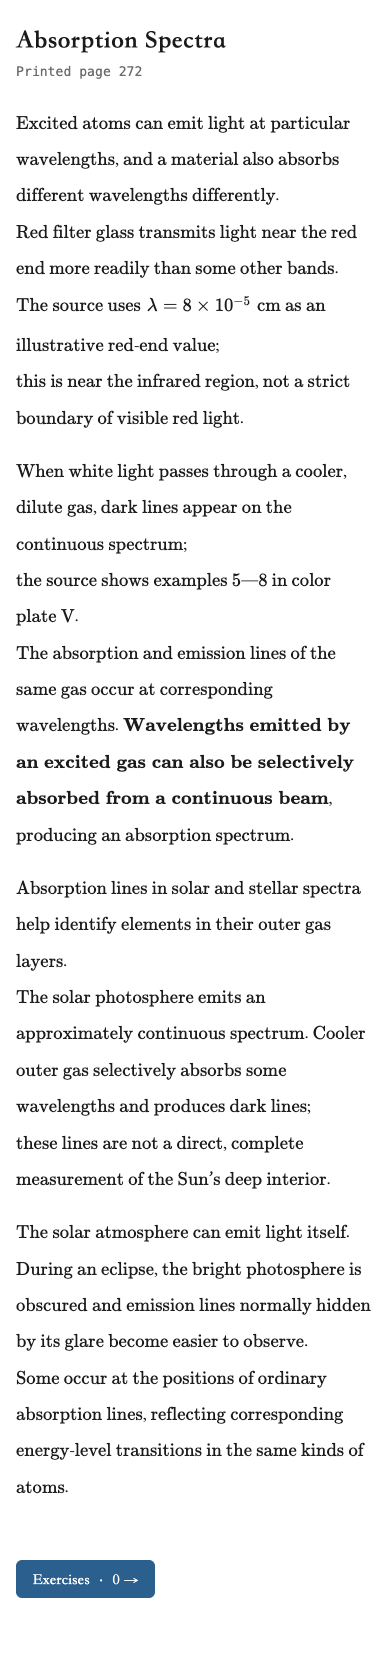 Absorption Spectra
Printed page 272
Excited atoms can emit light at particular
wavelengths, and a material also absorbs
different wavelengths differently.
Red filter glass transmits light near the red
end more readily than some other bands.
The source uses λ = 8 × 10⁻⁵ cm as an
illustrative red-end value;
this is near the infrared region, not a strict
boundary of visible red light.
When white light passes through a cooler,
dilute gas, dark lines appear on the
continuous spectrum;
the source shows examples 5—8 in color
plate V.
The absorption and emission lines of the
same gas occur at corresponding
wavelengths. Wavelengths emitted by
an excited gas can also be selectively
absorbed from a continuous beam,
producing an absorption spectrum.
Absorption lines in solar and stellar spectra
help identify elements in their outer gas
layers.
The solar photosphere emits an
approximately continuous spectrum. Cooler
outer gas selectively absorbs some
wavelengths and produces dark lines;
these lines are not a direct, complete
measurement of the Sun's deep interior.
The solar atmosphere can emit light itself.
During an eclipse, the bright photosphere is
obscured and emission lines normally hidden
by its glare become easier to observe.
Some occur at the positions of ordinary
absorption lines, reflecting corresponding
energy-level transitions in the same kinds of
atoms.
Exercises · 0 →